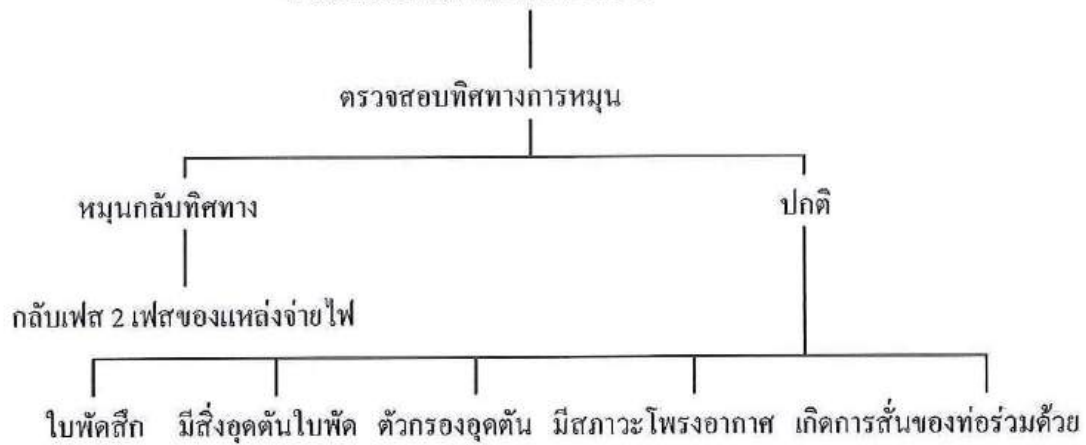 ตรวจสอบทิศทางการหมุน
หมุนกลับทิศทาง ปกติ
กลับเฟส 2 เฟสของแหล่งจ่ายไฟ
ใบพัดสึก มีสิ่งอุดตันใบพัด ตัวกรองอุดตัน มีสภาวะโพรงอากาศ เกิดการสั่นของท่อร่วมด้วย